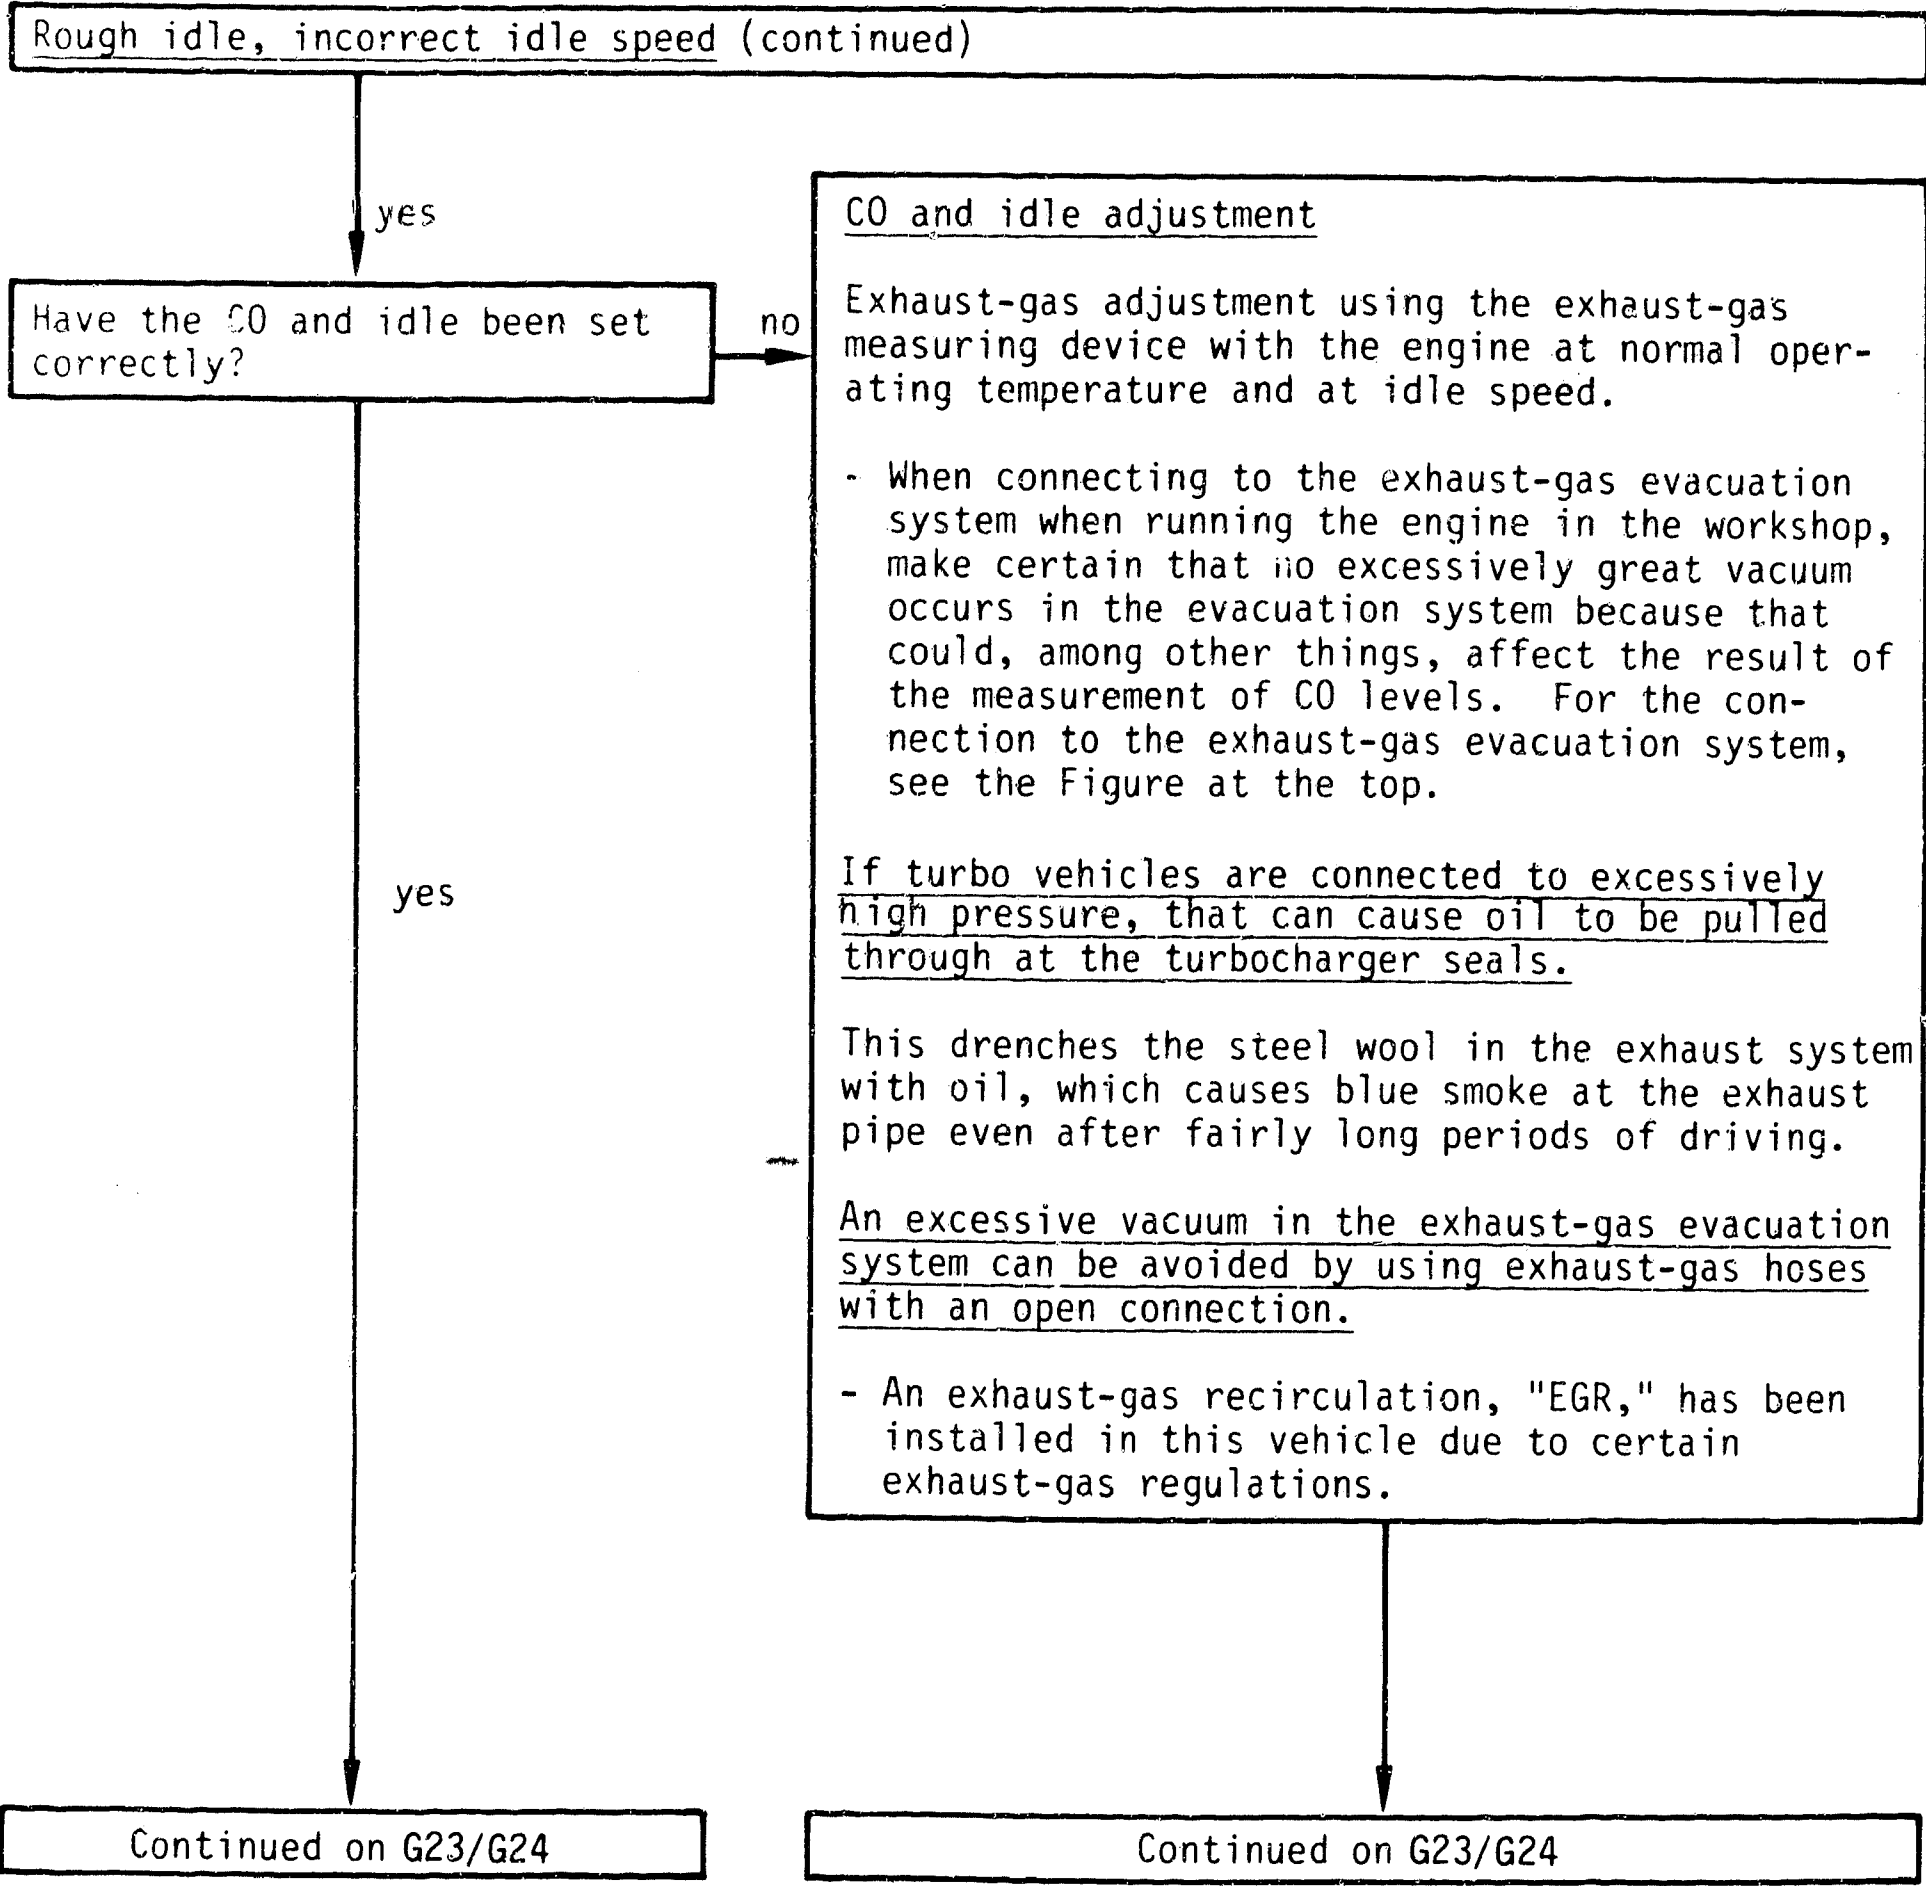 Rough idle, incorrect idle speed (continued)
yes
Have the CO and idle been set
correctly?
no
CO and idle adjustment
Exhaust-gas adjustment using the exhaust-gas
measuring device with the engine at normal oper-
ating temperature and at idle speed.
- When connecting to the exhaust-gas evacuation
system when running the engine in the workshop,
make certain that no excessively great vacuum
occurs in the evacuation system because that
could, among other things, affect the result of
the measurement of CO levels. For the con-
nection to the exhaust-gas evacuation system,
see the Figure at the top.
If turbo vehicles are connected to excessively
high pressure, that can cause oil to be pulled
through at the turbocharger seals.
This drenches the steel wool in the exhaust system
with oil, which causes blue smoke at the exhaust
pipe even after fairly long periods of driving.
An excessive vacuum in the exhaust-gas evacuation
system can be avoided by using exhaust-gas hoses
with an open connection.
- An exhaust-gas recirculation, "EGR," has been
installed in this vehicle due to certain
exhaust-gas regulations.
yes
Continued on G23/G24
Continued on G23/G24